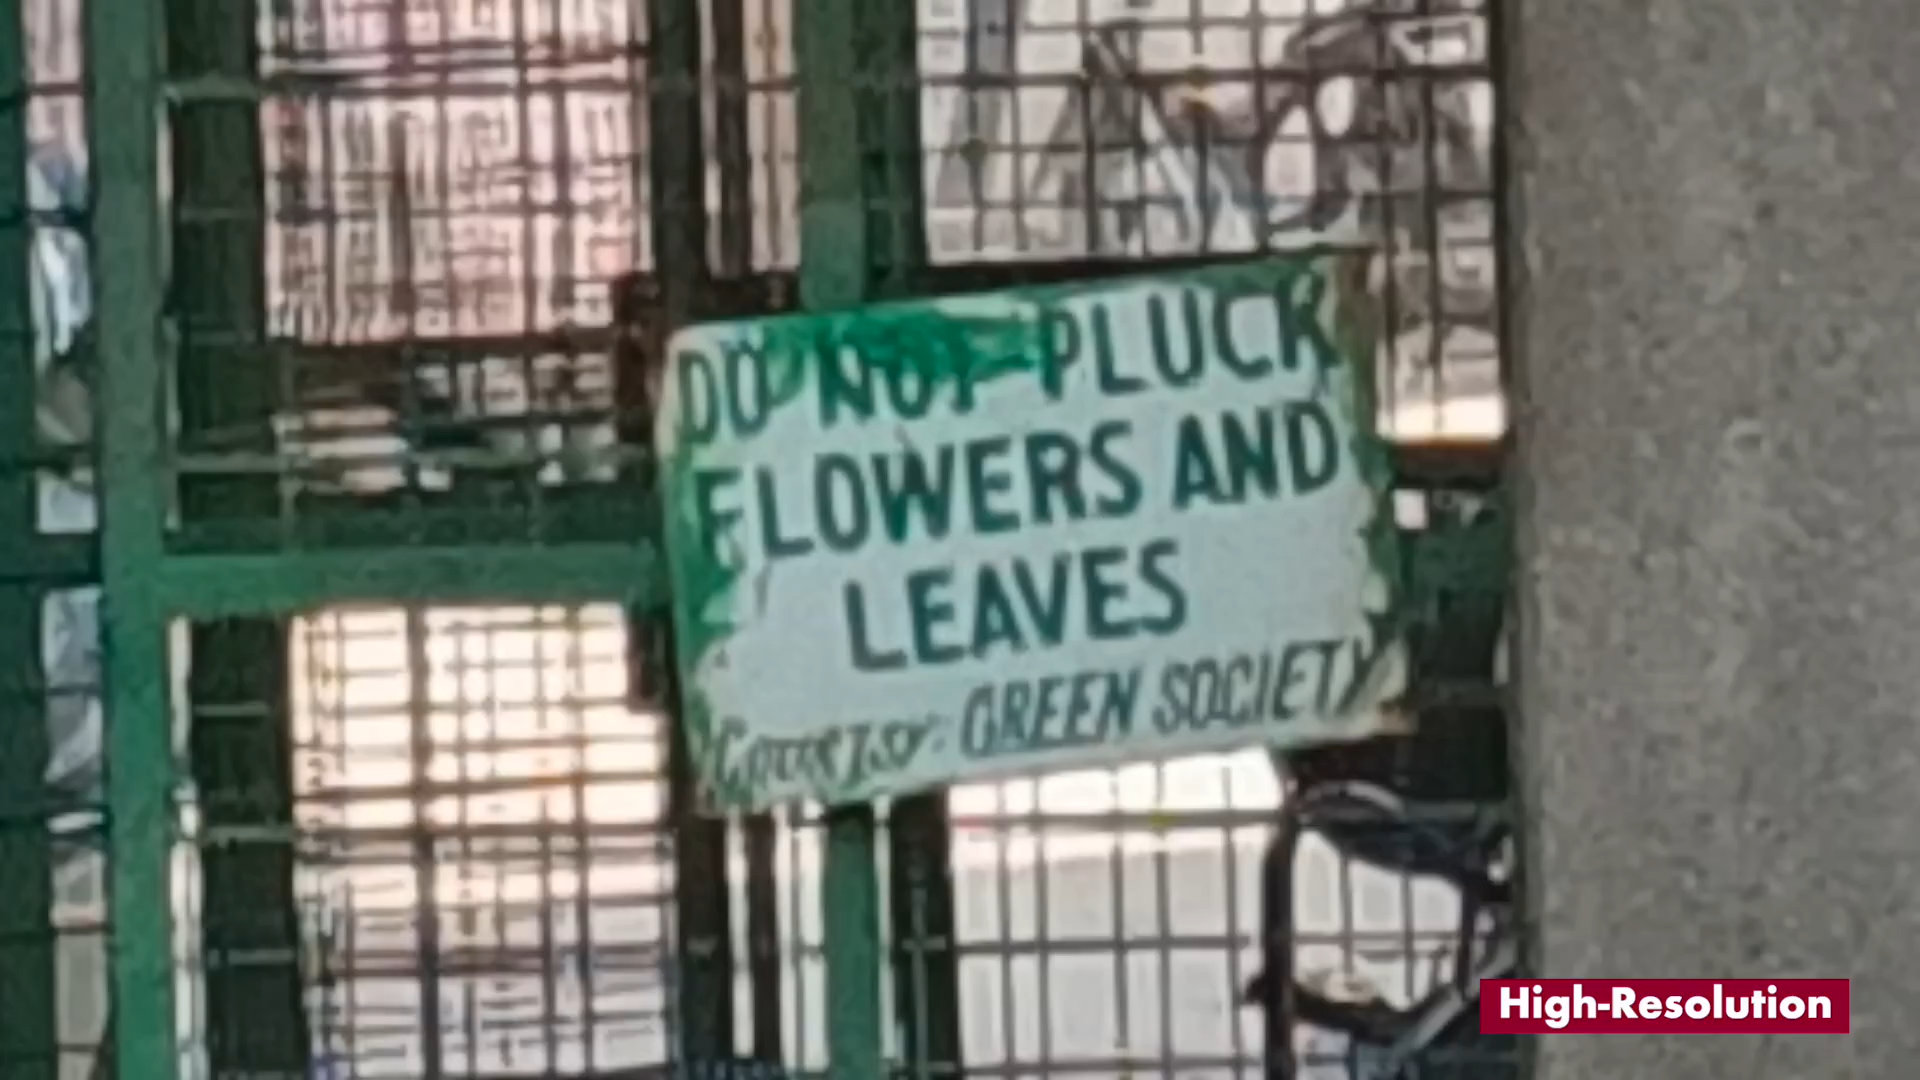 DO NOT PLUCK
FLOWERS AND
LEAVES
GREEN SOCIETY
High-Resolution